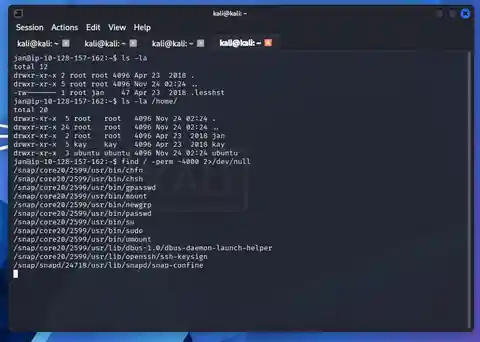 kali@kali: ~
Session Actions Edit View Help
kali@kali: ~ kali@kali: ~ kali@kali: ~ kali@kali: ~
jan@ip-10-128-157-162:~$ ls -la
total 12
drwxr-xr-x 2 root root 4096 Apr 23 2018 .
drwxr-xr-x 5 root root 4096 Nov 24 02:24 ..
-rw------- 1 root jan 47 Apr 23 2018 .lesshst
jan@ip-10-128-157-162:~$ ls -la /home/
total 20
drwxr-xr-x 5 root root 4096 Nov 24 02:24 .
drwxr-xr-x 24 root root 4096 Nov 24 02:24 ..
drwxr-xr-x 2 root root 4096 Apr 23 2018 jan
drwxr-xr-x 5 kay kay 4096 Apr 23 2018 kay
drwxr-xr-x 3 ubuntu ubuntu 4096 Nov 24 02:24 ubuntu
jan@ip-10-128-157-162:~$ find / -perm -4000 2>/dev/null
/snap/core20/2599/usr/bin/chfn
/snap/core20/2599/usr/bin/chsh
/snap/core20/2599/usr/bin/gpasswd
/snap/core20/2599/usr/bin/mount
/snap/core20/2599/usr/bin/newgrp
/snap/core20/2599/usr/bin/passwd
/snap/core20/2599/usr/bin/su
/snap/core20/2599/usr/bin/sudo
/snap/core20/2599/usr/bin/umount
/snap/core20/2599/usr/lib/dbus-1.0/dbus-daemon-launch-helper
/snap/core20/2599/usr/lib/openssh/ssh-keysign
/snap/snapd/24718/usr/lib/snapd/snap-confine